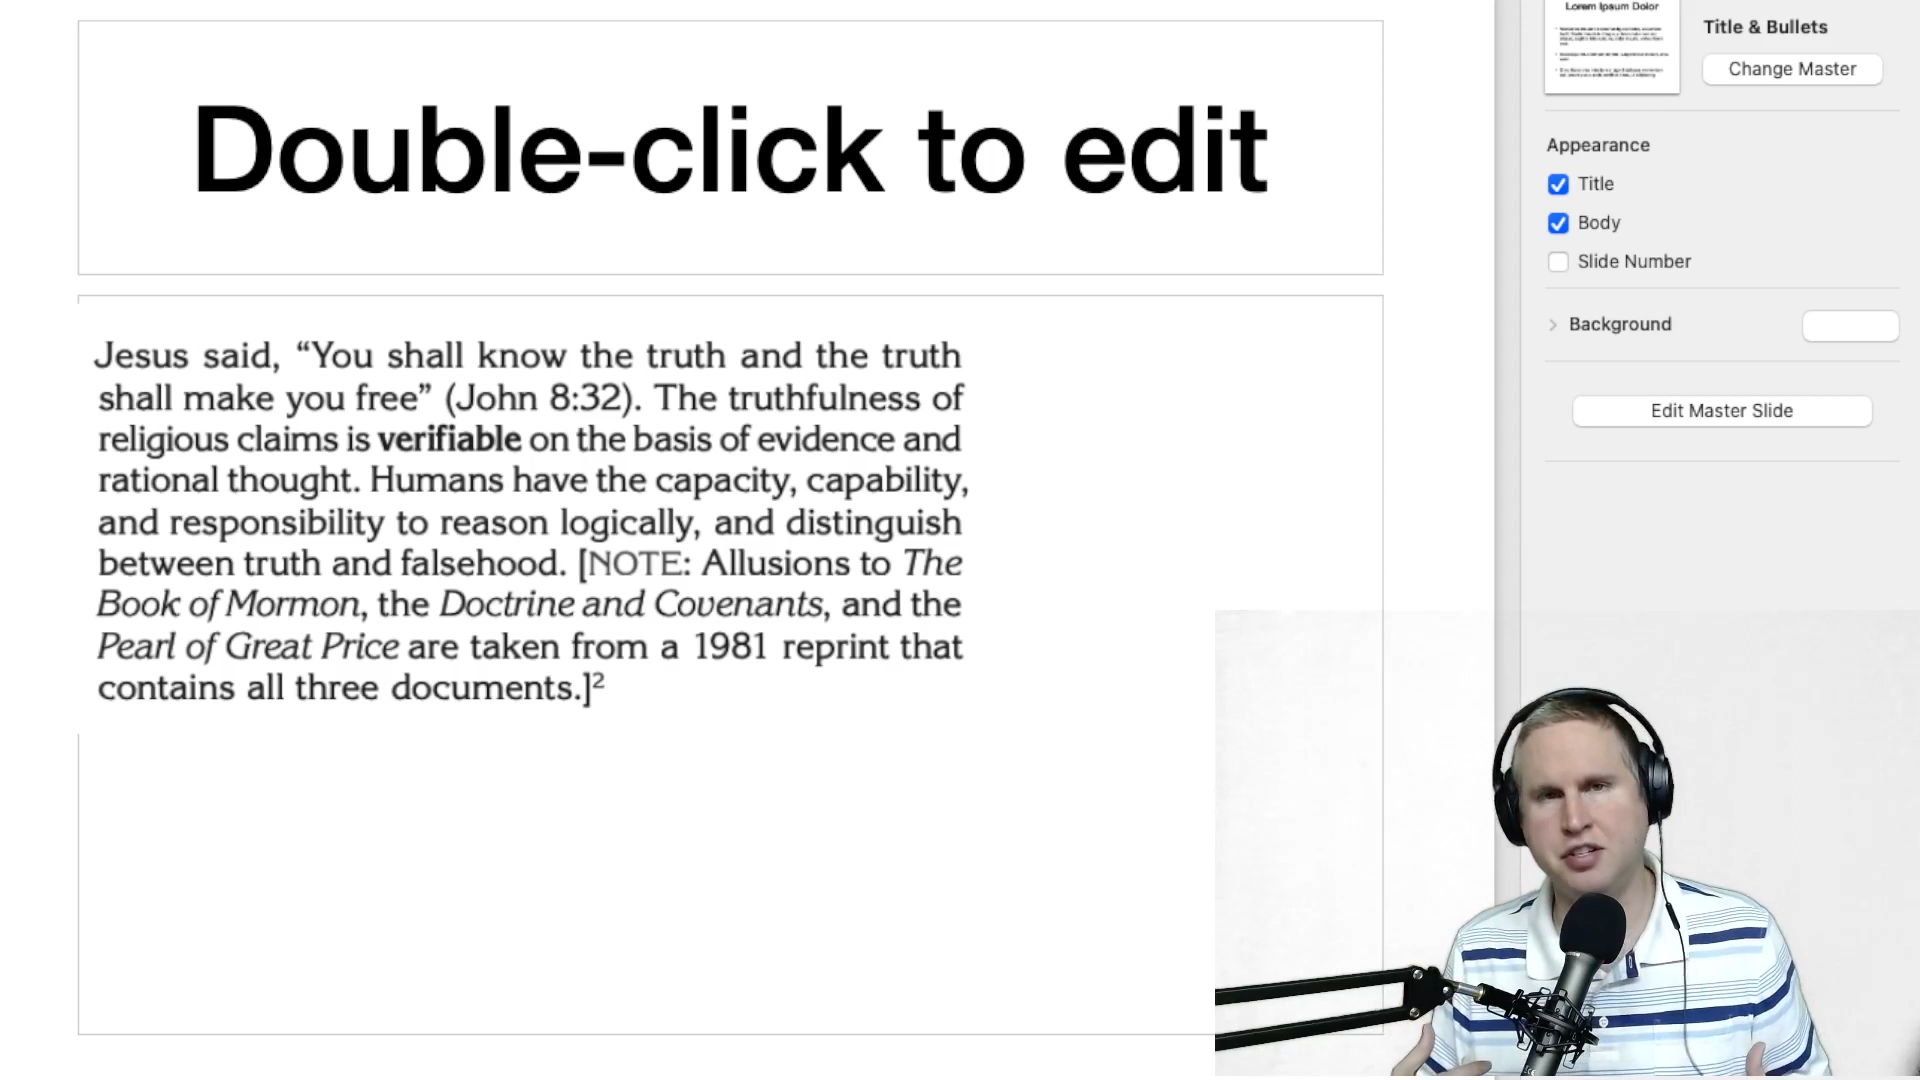 Double-click to edit
Jesus said, “You shall know the truth and the truth
shall make you free” (John 8:32). The truthfulness of
religious claims is verifiable on the basis of evidence and
rational thought. Humans have the capacity, capability,
and responsibility to reason logically, and distinguish
between truth and falsehood. [NOTE: Allusions to The
Book of Mormon, the Doctrine and Covenants, and the
Pearl of Great Price are taken from a 1981 reprint that
contains all three documents.]²
Lorem Ipsum Dolor
Title & Bullets
Change Master
Appearance
Title
Body
Slide Number
Background
Edit Master Slide